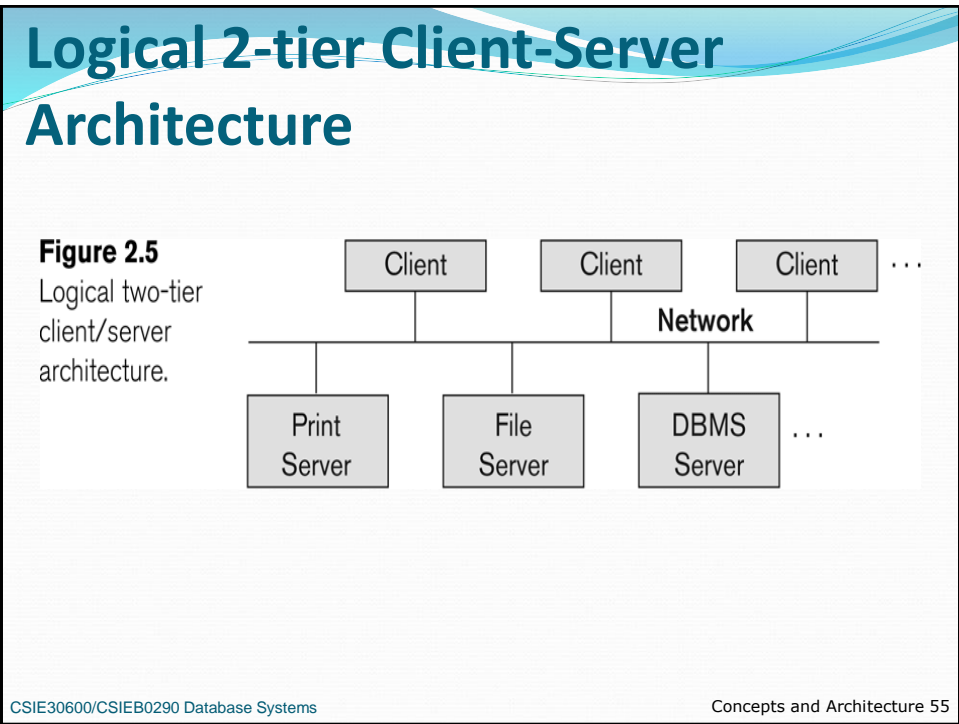 Logical 2-tier Client-Server
Architecture
Figure 2.5
Logical two-tier
client/server
architecture.
Client
Client
Client
. . .
Network
Print
Server
File
Server
DBMS
Server
. . .
CSIE30600/CSIEB0290 Database Systems
Concepts and Architecture 55